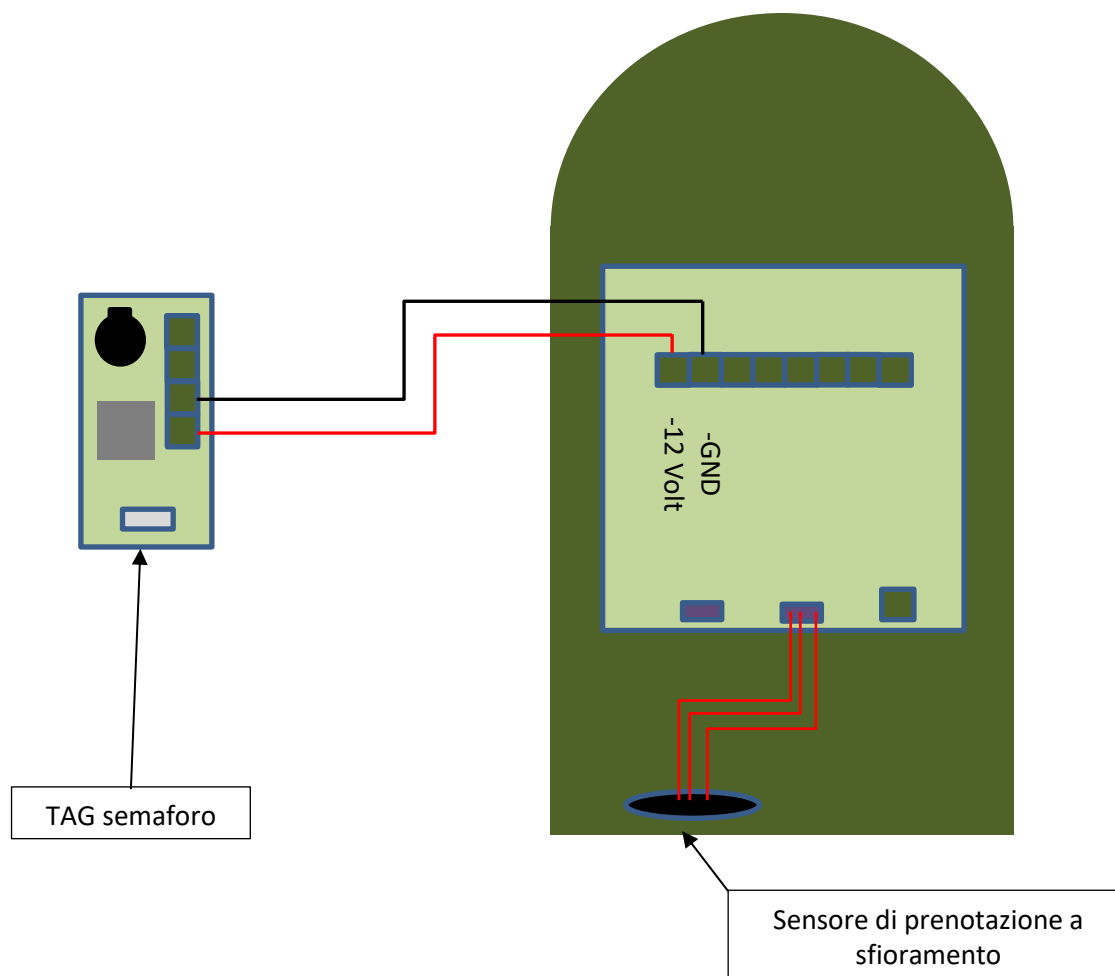 -GND
-12 Volt
TAG semaforo
Sensore di prenotazione a
sfioramento